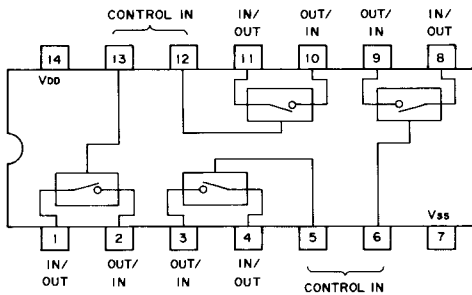 CONTROL IN IN/ OUT/ OUT/ IN/
OUT IN IN OUT
14 13 12 11 10 9 8
VDD
VSS
1 2 3 4 5 6 7
IN/ OUT/ OUT/ IN/
OUT IN IN OUT CONTROL IN